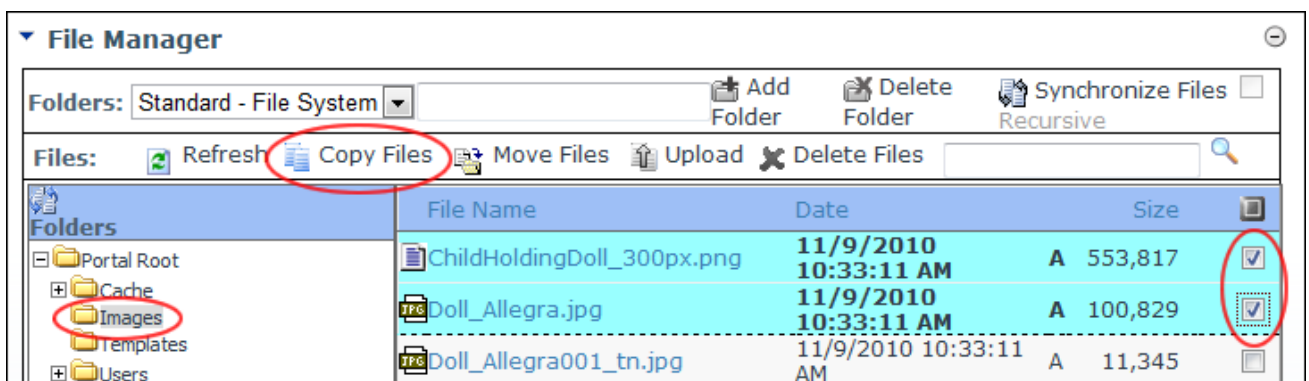 File Manager
Folders: Standard - File System Add Folder Delete Folder Synchronize Files Recursive
Files: Refresh Copy Files Move Files Upload Delete Files
Folders File Name Date Size
Portal Root
Cache
Images
Templates
Users
ChildHoldingDoll_300px.png 11/9/2010 10:33:11 AM A 553,817
Doll_Allegra.jpg 11/9/2010 10:33:11 AM A 100,829
Doll_Allegra001_tn.jpg 11/9/2010 10:33:11 AM A 11,345